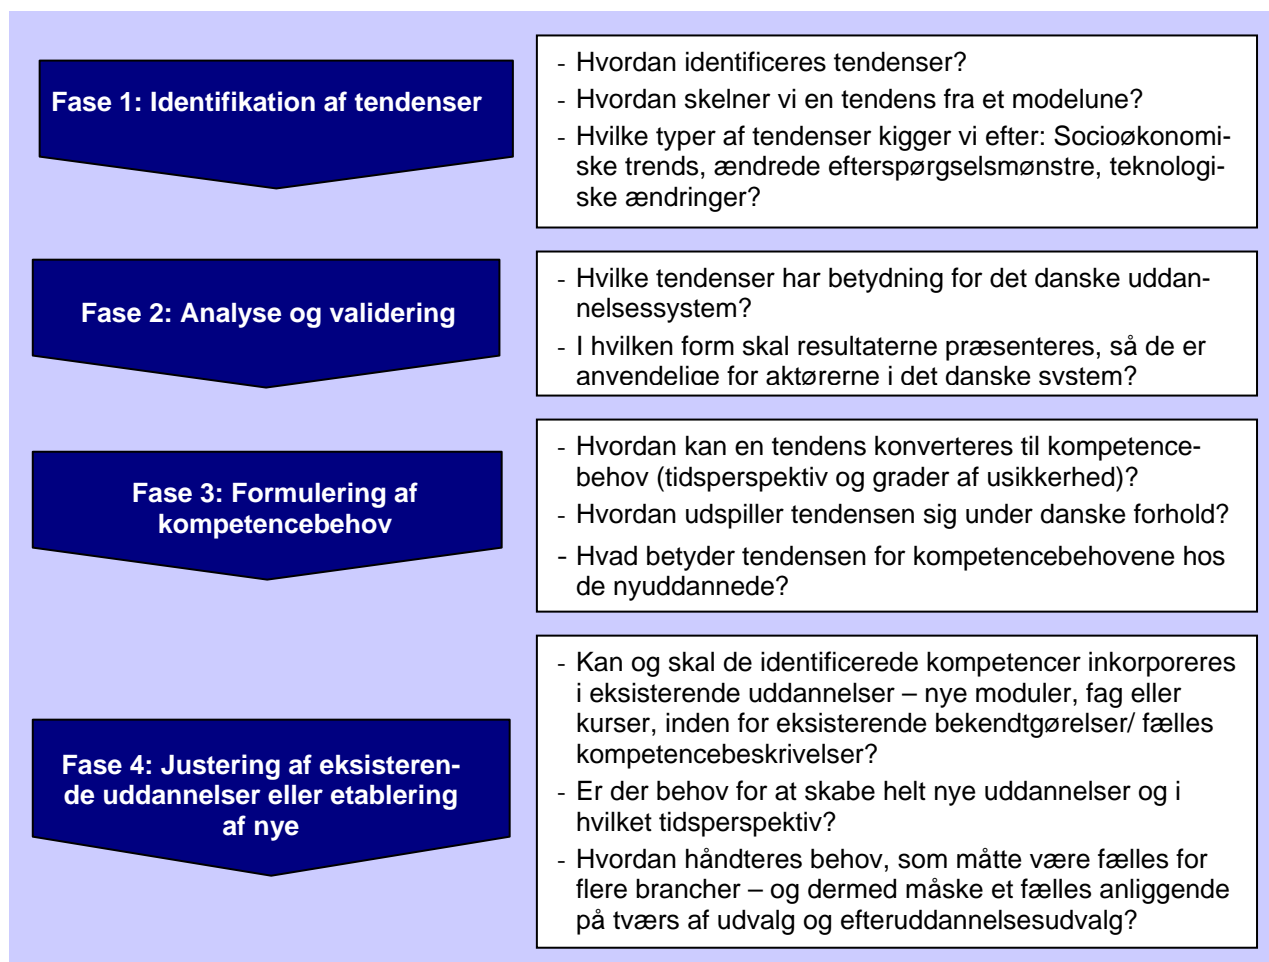 Fase 1: Identifikation af tendenser
- Hvordan identificeres tendenser?
- Hvordan skelner vi en tendens fra et modelune?
- Hvilke typer af tendenser kigger vi efter: Socioøkonomi-
ske trends, ændrede efterspørgselsmønstre, teknologi-
ske ændringer?
Fase 2: Analyse og validering
- Hvilke tendenser har betydning for det danske uddan-
nelsessystem?
- I hvilken form skal resultaterne præsenteres, så de er
anvendelige for aktørerne i det danske system?
Fase 3: Formulering af
kompetencebehov
- Hvordan kan en tendens konverteres til kompetence-
behov (tidsperspektiv og grader af usikkerhed)?
- Hvordan udspiller tendensen sig under danske forhold?
- Hvad betyder tendensen for kompetencebehovene hos
de nyuddannede?
Fase 4: Justering af eksisteren-
de uddannelser eller etablering
af nye
- Kan og skal de identificerede kompetencer inkorporeres
i eksisterende uddannelser – nye moduler, fag eller
kurser, inden for eksisterende bekendtgørelser/ fælles
kompetencebeskrivelser?
- Er der behov for at skabe helt nye uddannelser og i
hvilket tidsperspektiv?
- Hvordan håndteres behov, som måtte være fælles for
flere brancher – og dermed måske et fælles anliggende
på tværs af udvalg og efteruddannelsesudvalg?